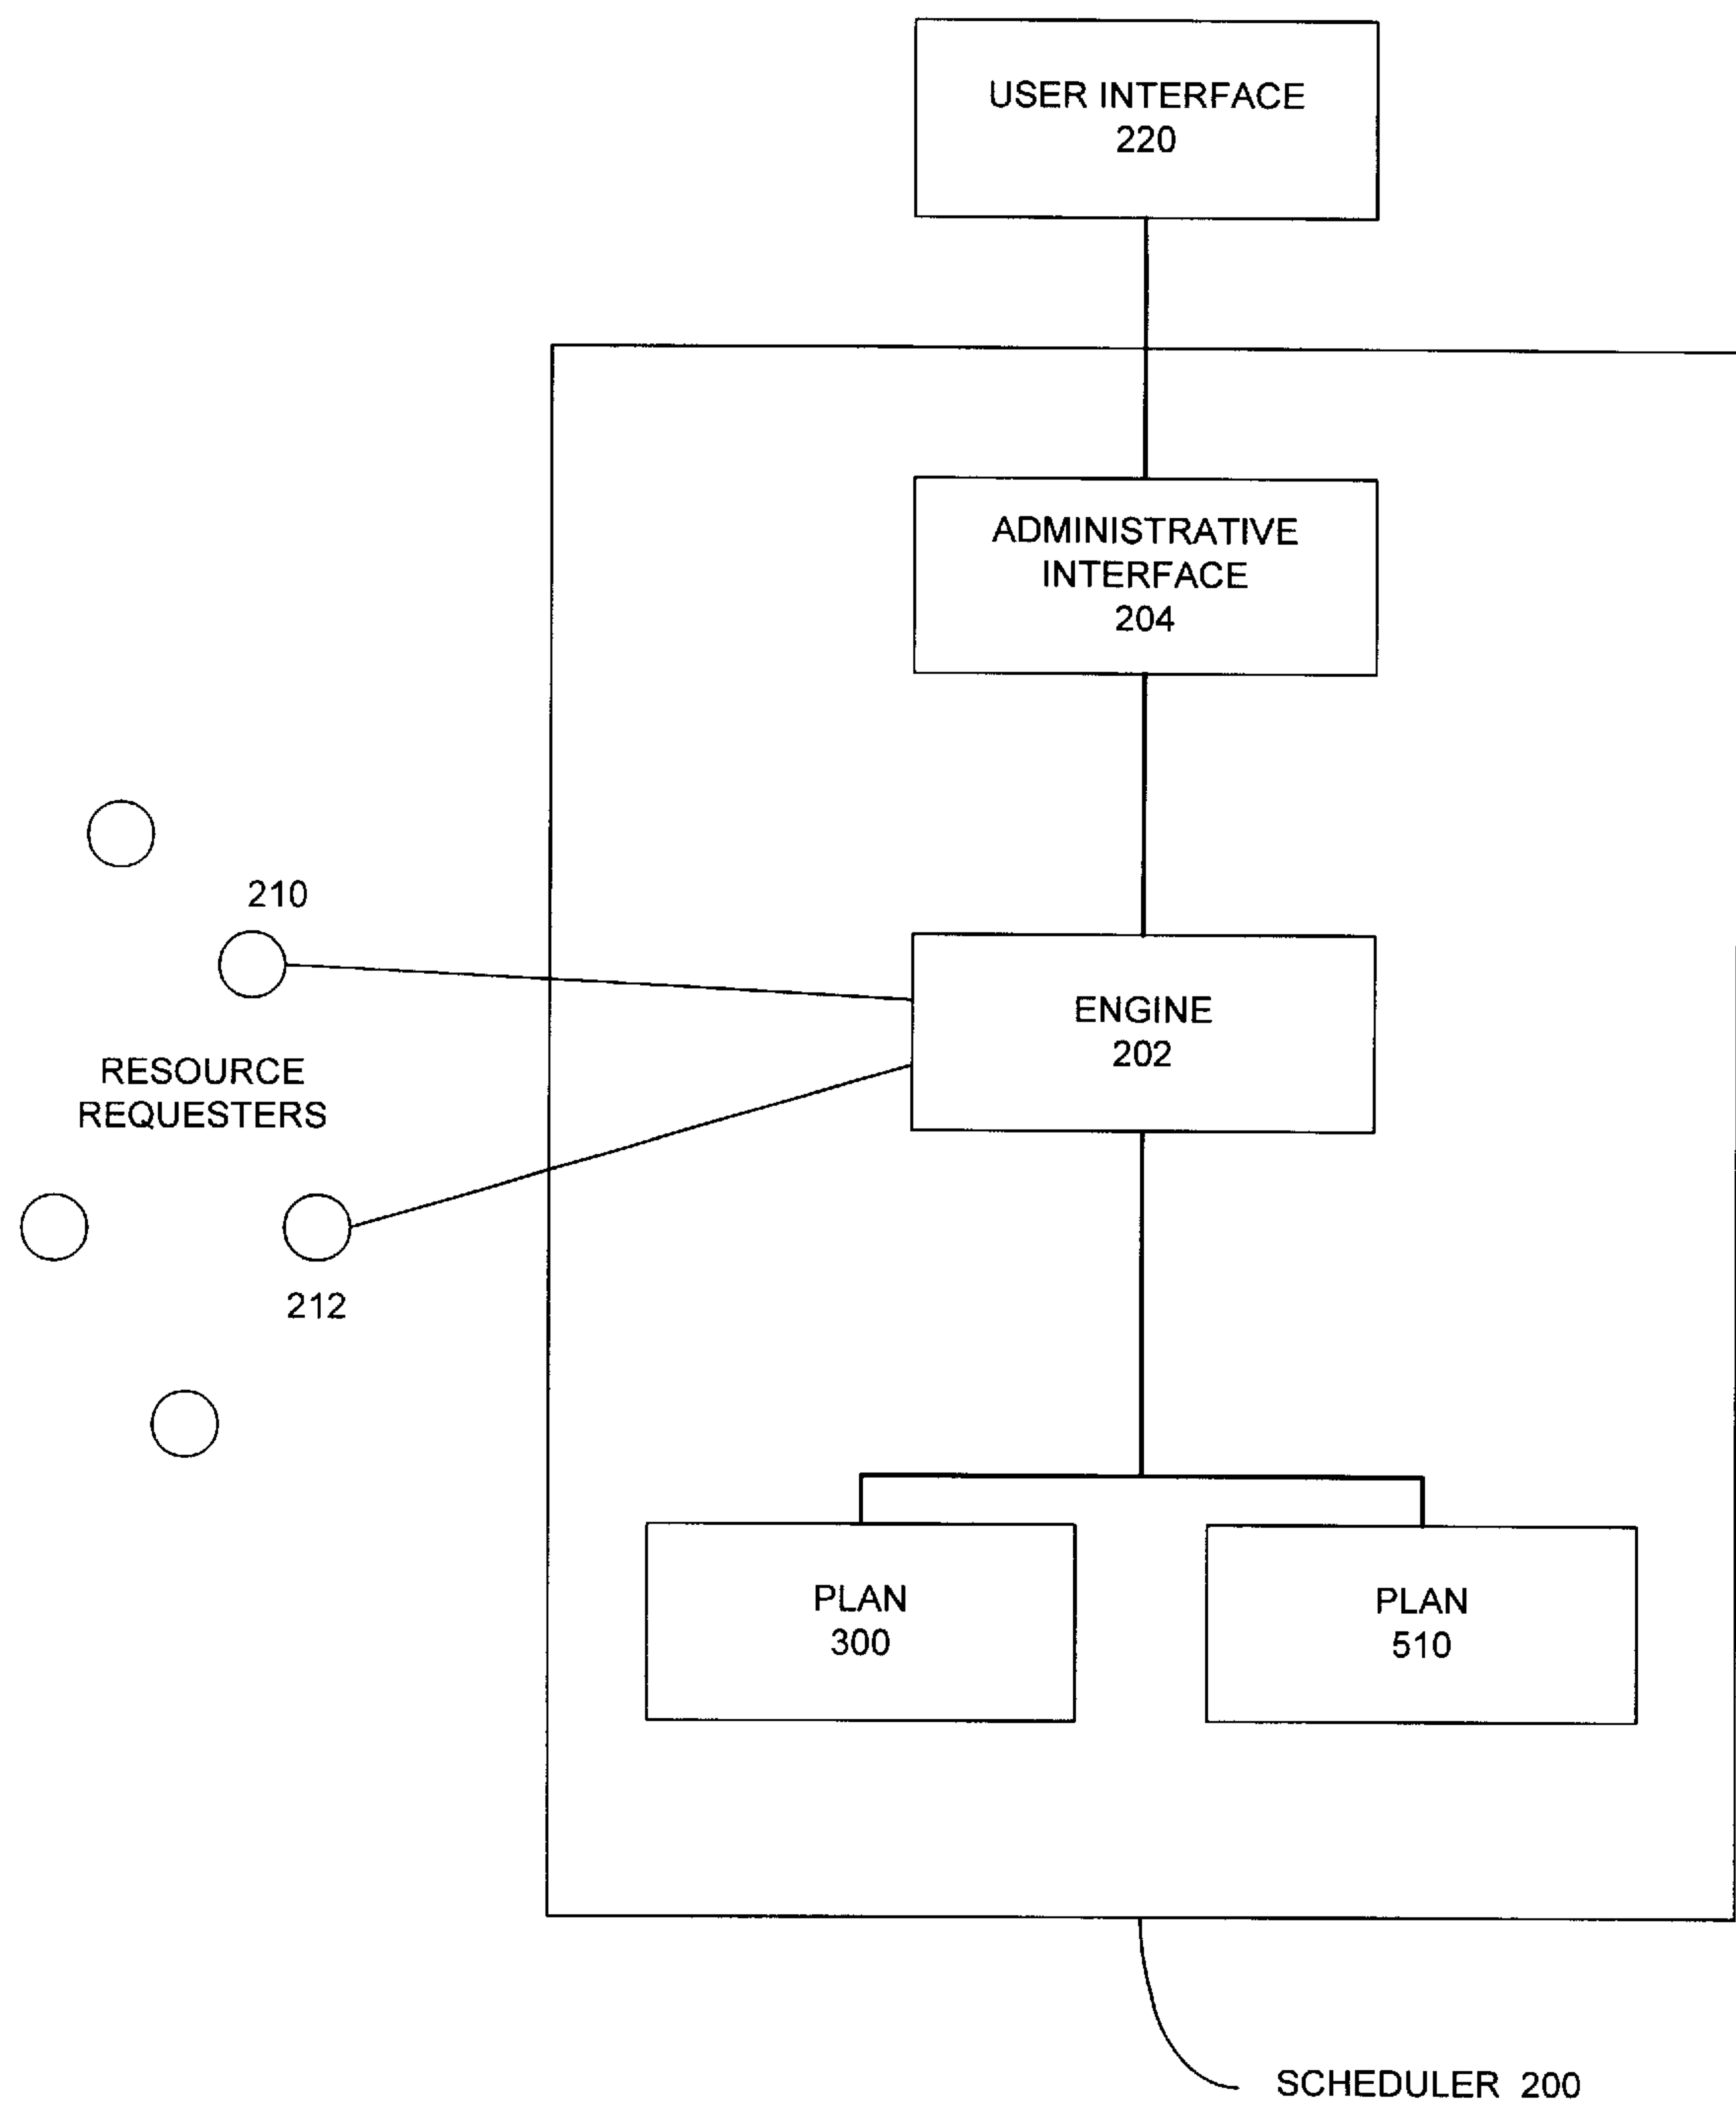 USER INTERFACE
220
ADMINISTRATIVE
INTERFACE
204
210
ENGINE
202
RESOURCE
REQUESTERS
212
PLAN
300
PLAN
510
SCHEDULER 200